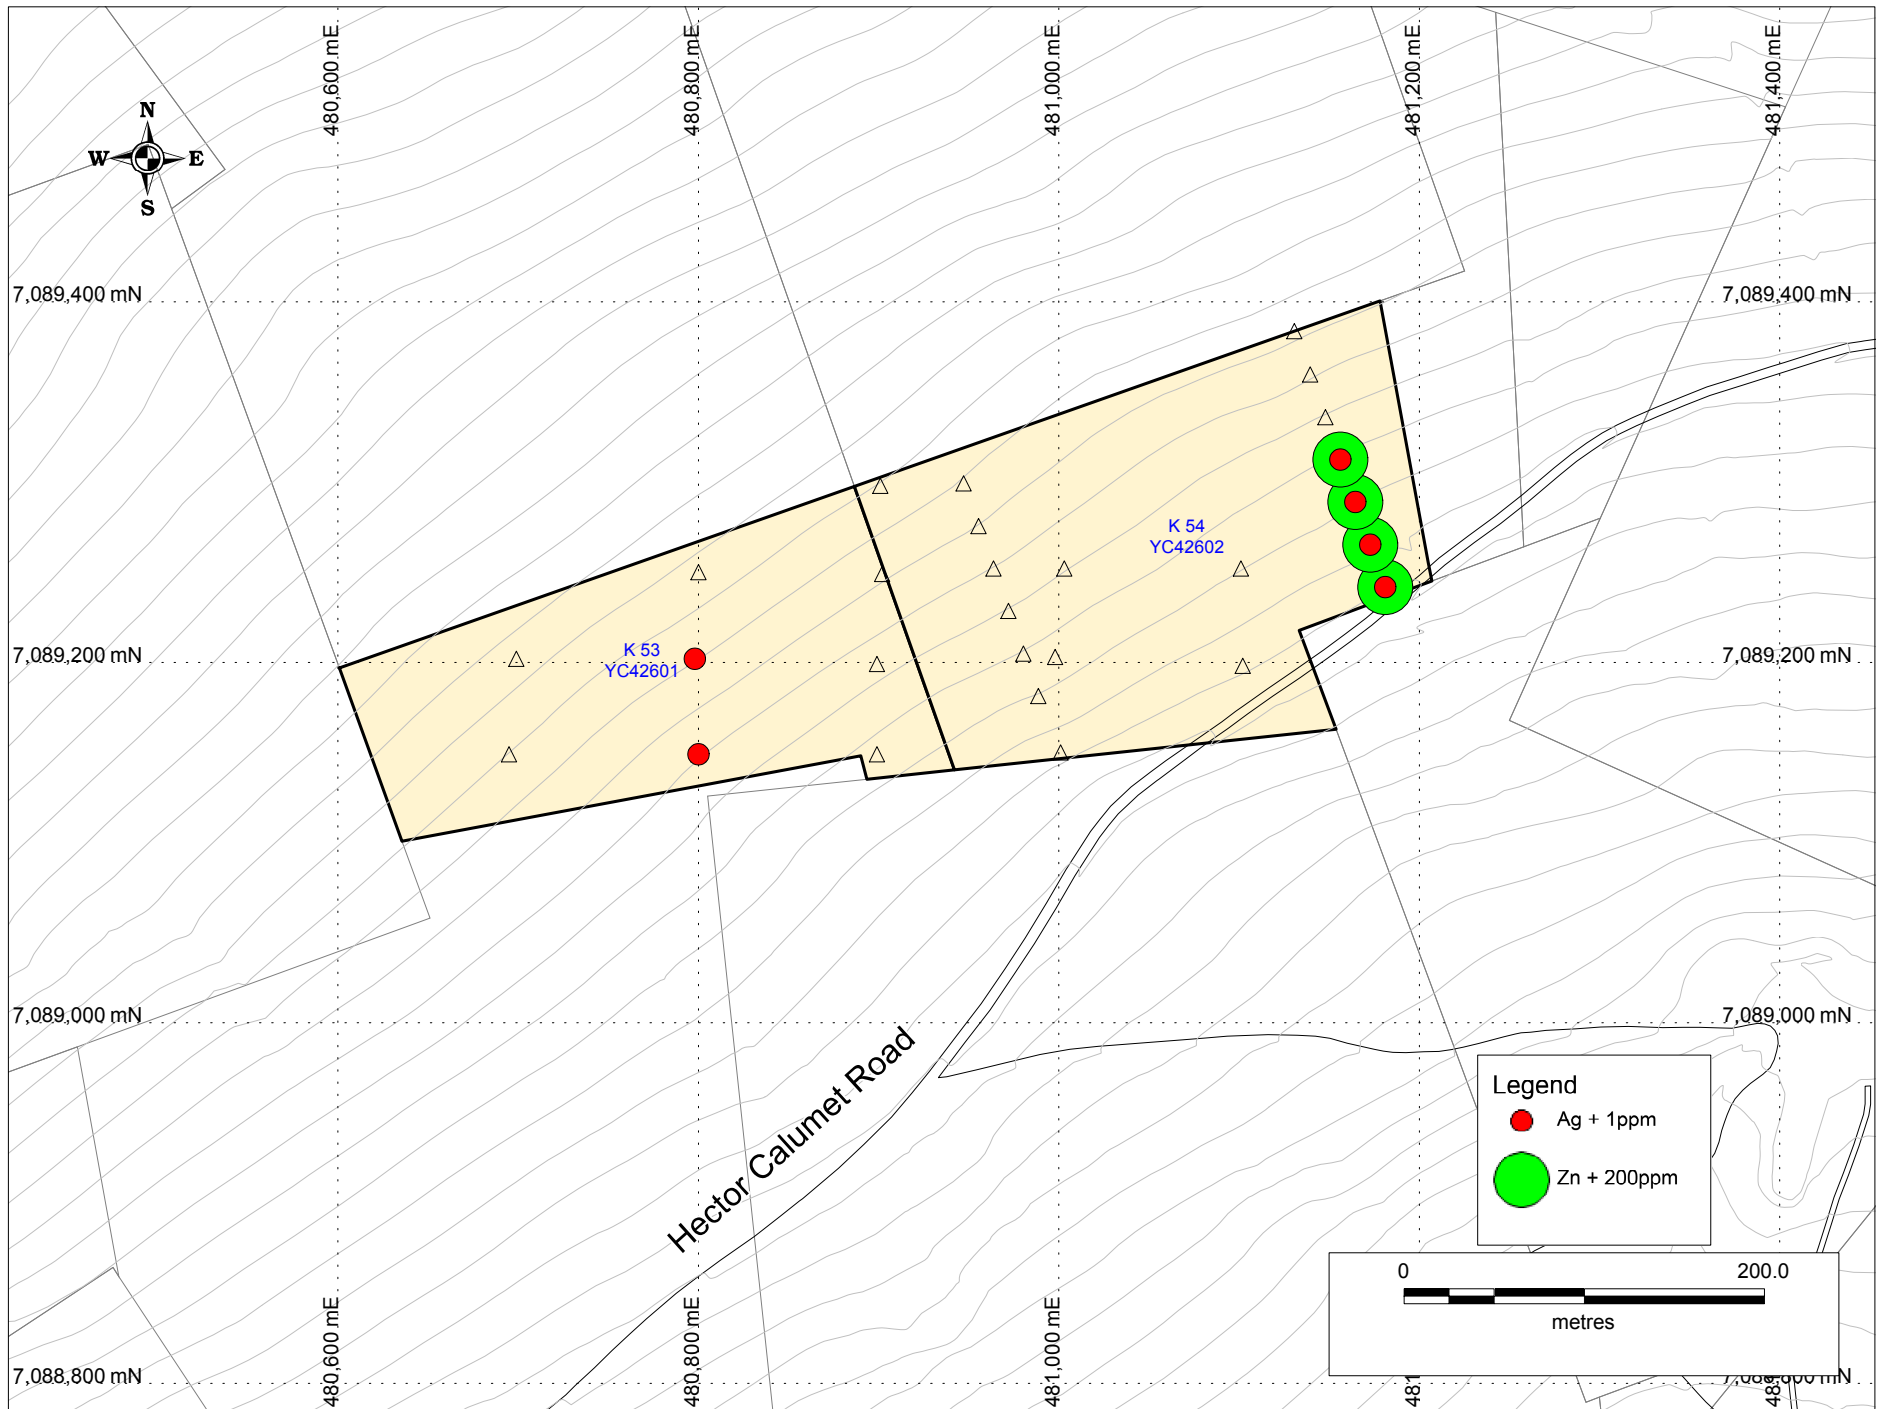 480,600 mE
480,800 mE
481,000 mE
481,200 mE
481,400 mE
N
W E
S
7,089,400 mN
7,089,400 mN
K 54
YC42602
K 53
YC42601
7,089,200 mN
7,089,200 mN
7,089,000 mN
7,089,000 mN
Hector Calumet Road
Legend
Ag + 1ppm
Zn + 200ppm
0 200.0
metres
480,600 mE
480,800 mE
481,000 mE
7,088,800 mN